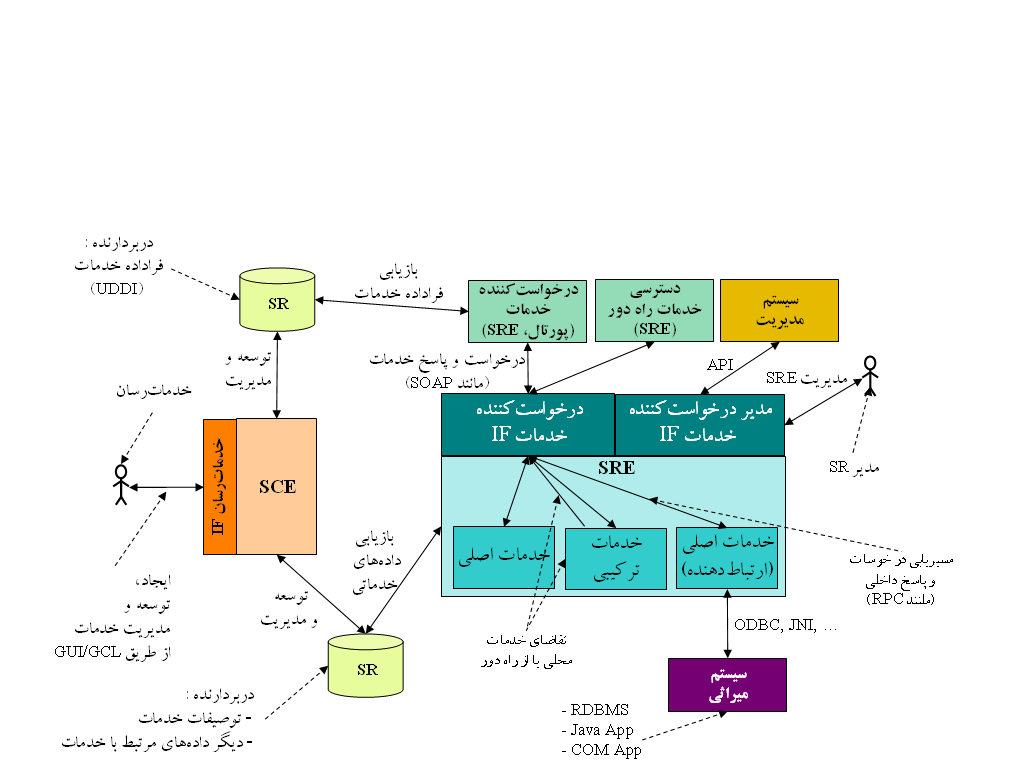 دربردارنده :
فراداده خدمات
(UDDI)
SR
بازیابی
فراداده خدمات
درخواست‌کننده
خدمات
(پورتال، SRE)
دسترسی
خدمات راه دور
(SRE)
سیستم
مدیریت
توسعه و
مدیریت
درخواست و پاسخ خدمات
(مانند SOAP)
API
مدیریت SRE
مدیر SR
خدمات‌رسان
خدمات‌رسان IF
SCE
درخواست‌کننده
خدمات IF
مدیر درخواست‌کننده
خدمات IF
SRE
خدمات اصلی
خدمات
ترکیبی
خدمات اصلی
(ارتباط‌دهنده)
بازیابی
داده‌های
خدماتی
مسیریابی درخوسات
و پاسخ داخلی
(مانند RPC)
ایجاد،
توسعه و
مدیریت خدمات
از طریق GUI/GCL
توسعه
و مدیریت
تقاضای خدمات
محلی یا از راه دور
ODBC, JNI, …
SR
سیستم
میراثی
دربردارنده :
- توصیفات خدمات
- دیگر داده‌های مرتبط با خدمات
- RDBMS
- Java App
- COM App